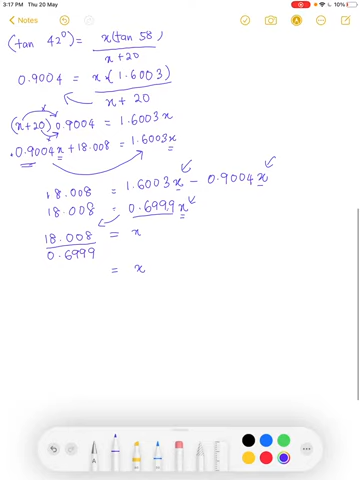 3:17 PM Thu 20 May
10%
Notes
(tan 42°) = x(tan 58)
x+20
0.9004 = x(1.6003)
x + 20
(x+20) 0.9004 = 1.6003x
0.9004x + 18.008 = 1.6003x
18.008 = 1.6003x - 0.9004x
18.008 = 0.6999x
18.008 = x
0.6999
= x